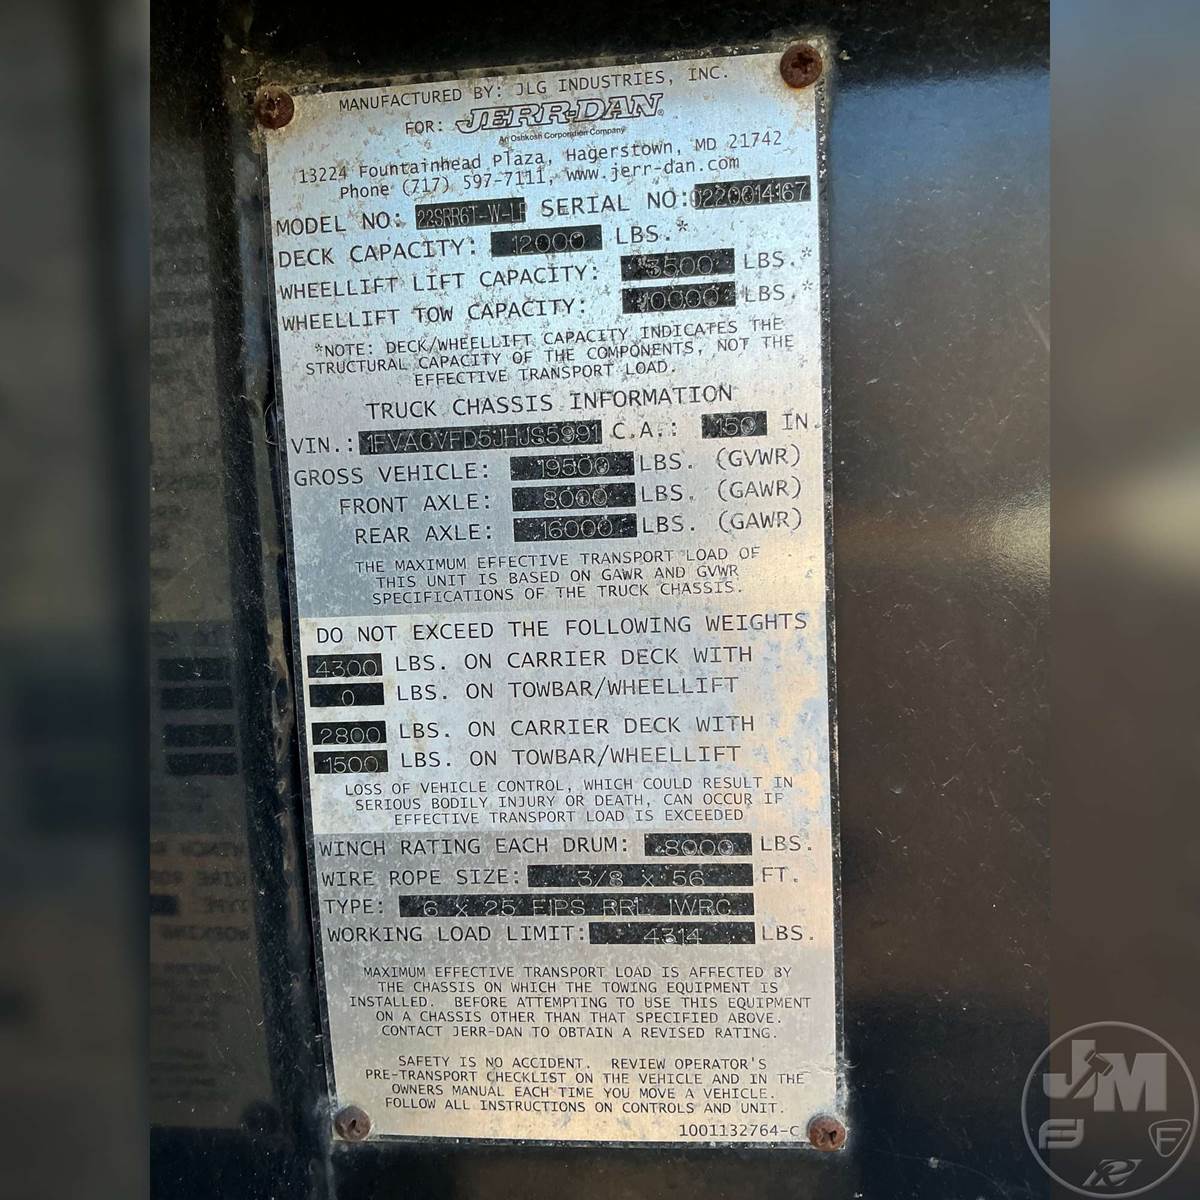 MANUFACTURED BY: JLG INDUSTRIES, INC.
FOR: JERR-DAN®
An Oshkosh Corporation Company
13224 Fountainhead Plaza, Hagerstown, MD 21742
Phone (717) 597-7111, www.jerr-dan.com
MODEL NO: 22SRR6T-W-LP SERIAL NO: J220014167
DECK CAPACITY: 12000 LBS.*
WHEELLIFT LIFT CAPACITY: 3500 LBS.*
WHEELLIFT TOW CAPACITY: 10000 LBS.*
*NOTE: DECK/WHEELLIFT CAPACITY INDICATES THE
STRUCTURAL CAPACITY OF THE COMPONENTS, NOT THE
EFFECTIVE TRANSPORT LOAD.
TRUCK CHASSIS INFORMATION
VIN.: 1FVACVFD5JHJS5991 C.A.: 150 IN.
GROSS VEHICLE: 19500 LBS. (GVWR)
FRONT AXLE: 8000 LBS. (GAWR)
REAR AXLE: 16000 LBS. (GAWR)
THE MAXIMUM EFFECTIVE TRANSPORT LOAD OF
THIS UNIT IS BASED ON GAWR AND GVWR
SPECIFICATIONS OF THE TRUCK CHASSIS.
DO NOT EXCEED THE FOLLOWING WEIGHTS
4300 LBS. ON CARRIER DECK WITH
0 LBS. ON TOWBAR/WHEELLIFT
2800 LBS. ON CARRIER DECK WITH
1500 LBS. ON TOWBAR/WHEELLIFT
LOSS OF VEHICLE CONTROL, WHICH COULD RESULT IN
SERIOUS BODILY INJURY OR DEATH, CAN OCCUR IF
EFFECTIVE TRANSPORT LOAD IS EXCEEDED
WINCH RATING EACH DRUM: 8000 LBS.
WIRE ROPE SIZE: 3/8 X 56 FT.
TYPE: 6 X 25 EIPS RRL IWRC
WORKING LOAD LIMIT: 4314 LBS.
MAXIMUM EFFECTIVE TRANSPORT LOAD IS AFFECTED BY
THE CHASSIS ON WHICH THE TOWING EQUIPMENT IS
INSTALLED. BEFORE ATTEMPTING TO USE THIS EQUIPMENT
ON A CHASSIS OTHER THAN THAT SPECIFIED ABOVE.
CONTACT JERR-DAN TO OBTAIN A REVISED RATING.
SAFETY IS NO ACCIDENT. REVIEW OPERATOR'S
PRE-TRANSPORT CHECKLIST ON THE VEHICLE AND IN THE
OWNERS MANUAL EACH TIME YOU MOVE A VEHICLE.
FOLLOW ALL INSTRUCTIONS ON CONTROLS AND UNIT.
1001132764-C
JM